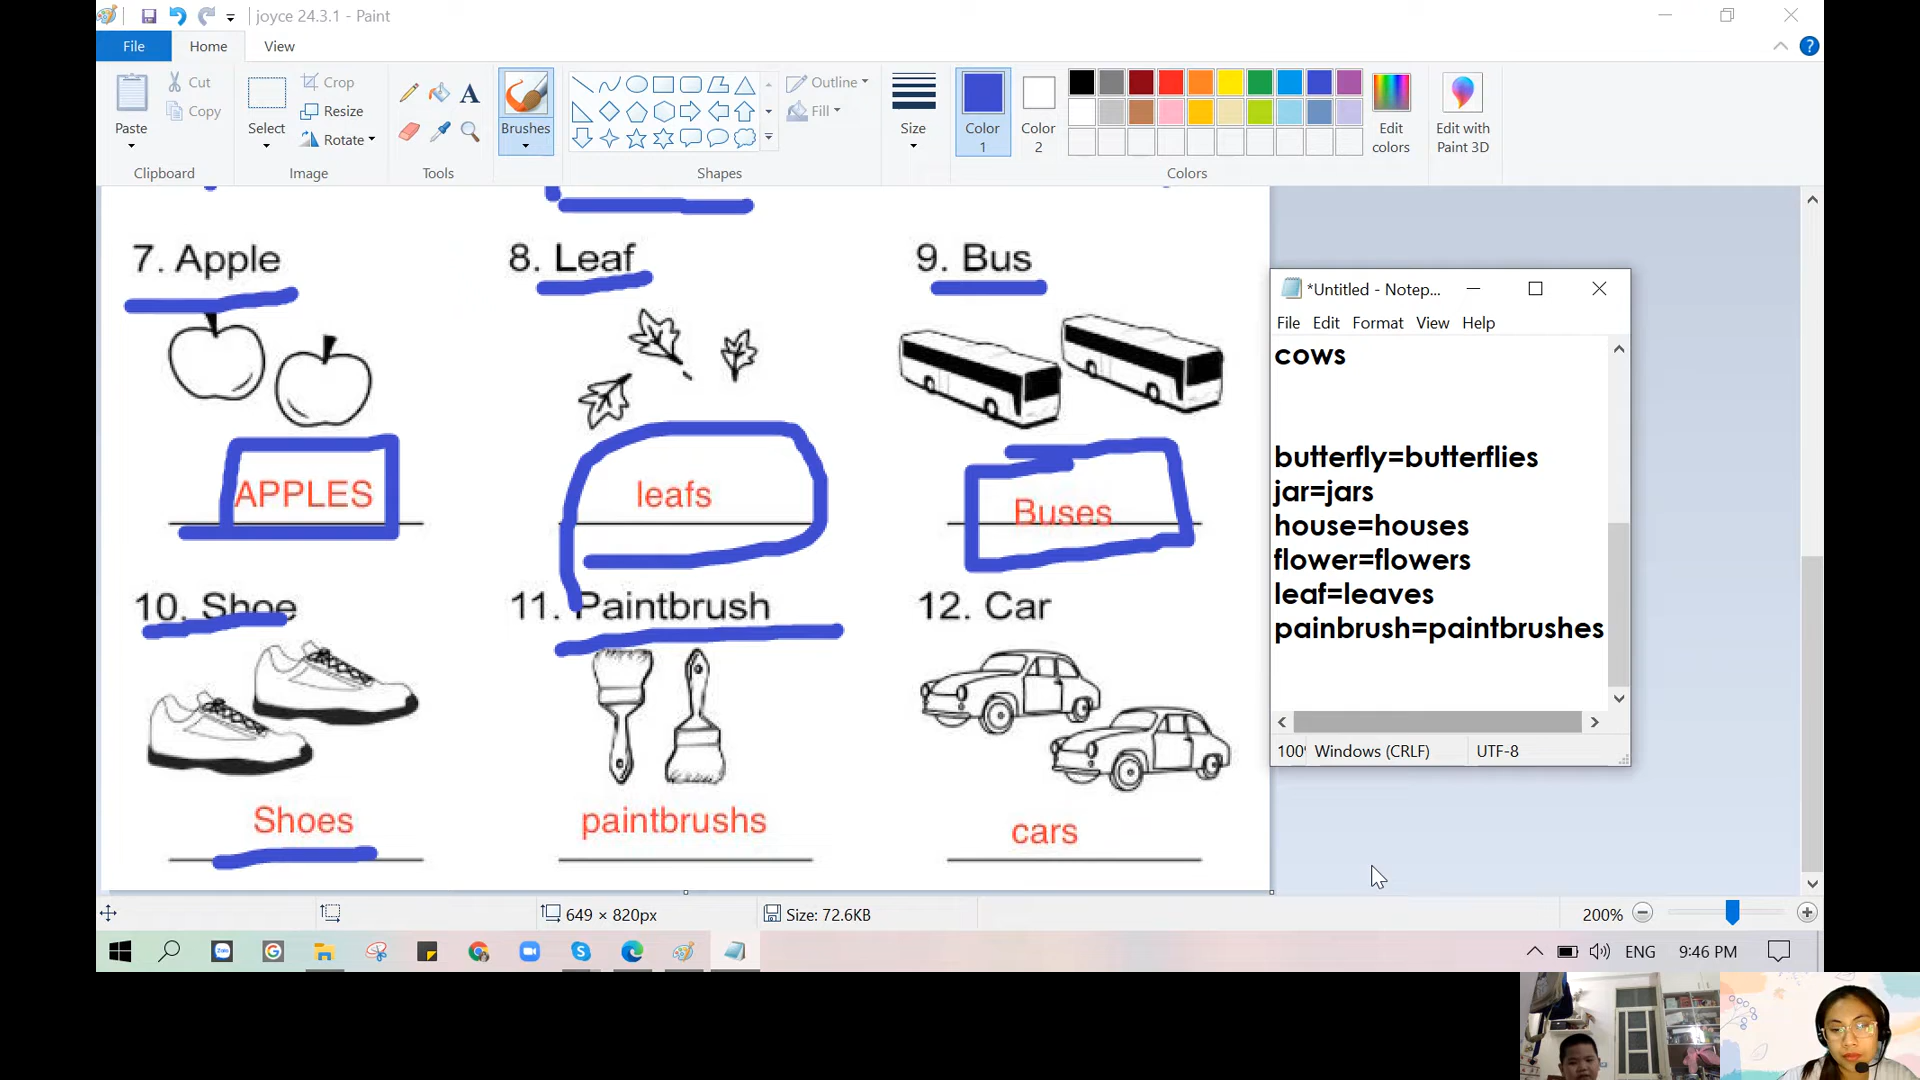 joyce 24.3.1 - Paint
File Home View
Paste
Cut
Copy
Clipboard
Select
Crop
Resize
Rotate
Image
A
Tools
Brushes
Shapes
Outline
Fill
Size
Color 1
Color 2
Colors
Edit colors
Edit with Paint 3D
7. Apple 8. Leaf 9. Bus
APPLES leafs Buses
10. Shoe 11. Paintbrush 12. Car
Shoes paintbrushs cars
*Untitled - Notep...
File Edit Format View Help
cows
butterfly=butterflies
jar=jars
house=houses
flower=flowers
leaf=leaves
painbrush=paintbrushes
100% Windows (CRLF) UTF-8
649 × 820px Size: 72.6KB 200%
Zalo G S ENG 9:46 PM